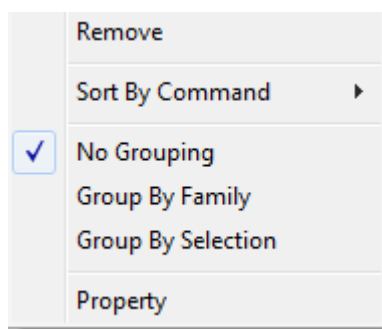 Remove
Sort By Command
No Grouping
Group By Family
Group By Selection
Property